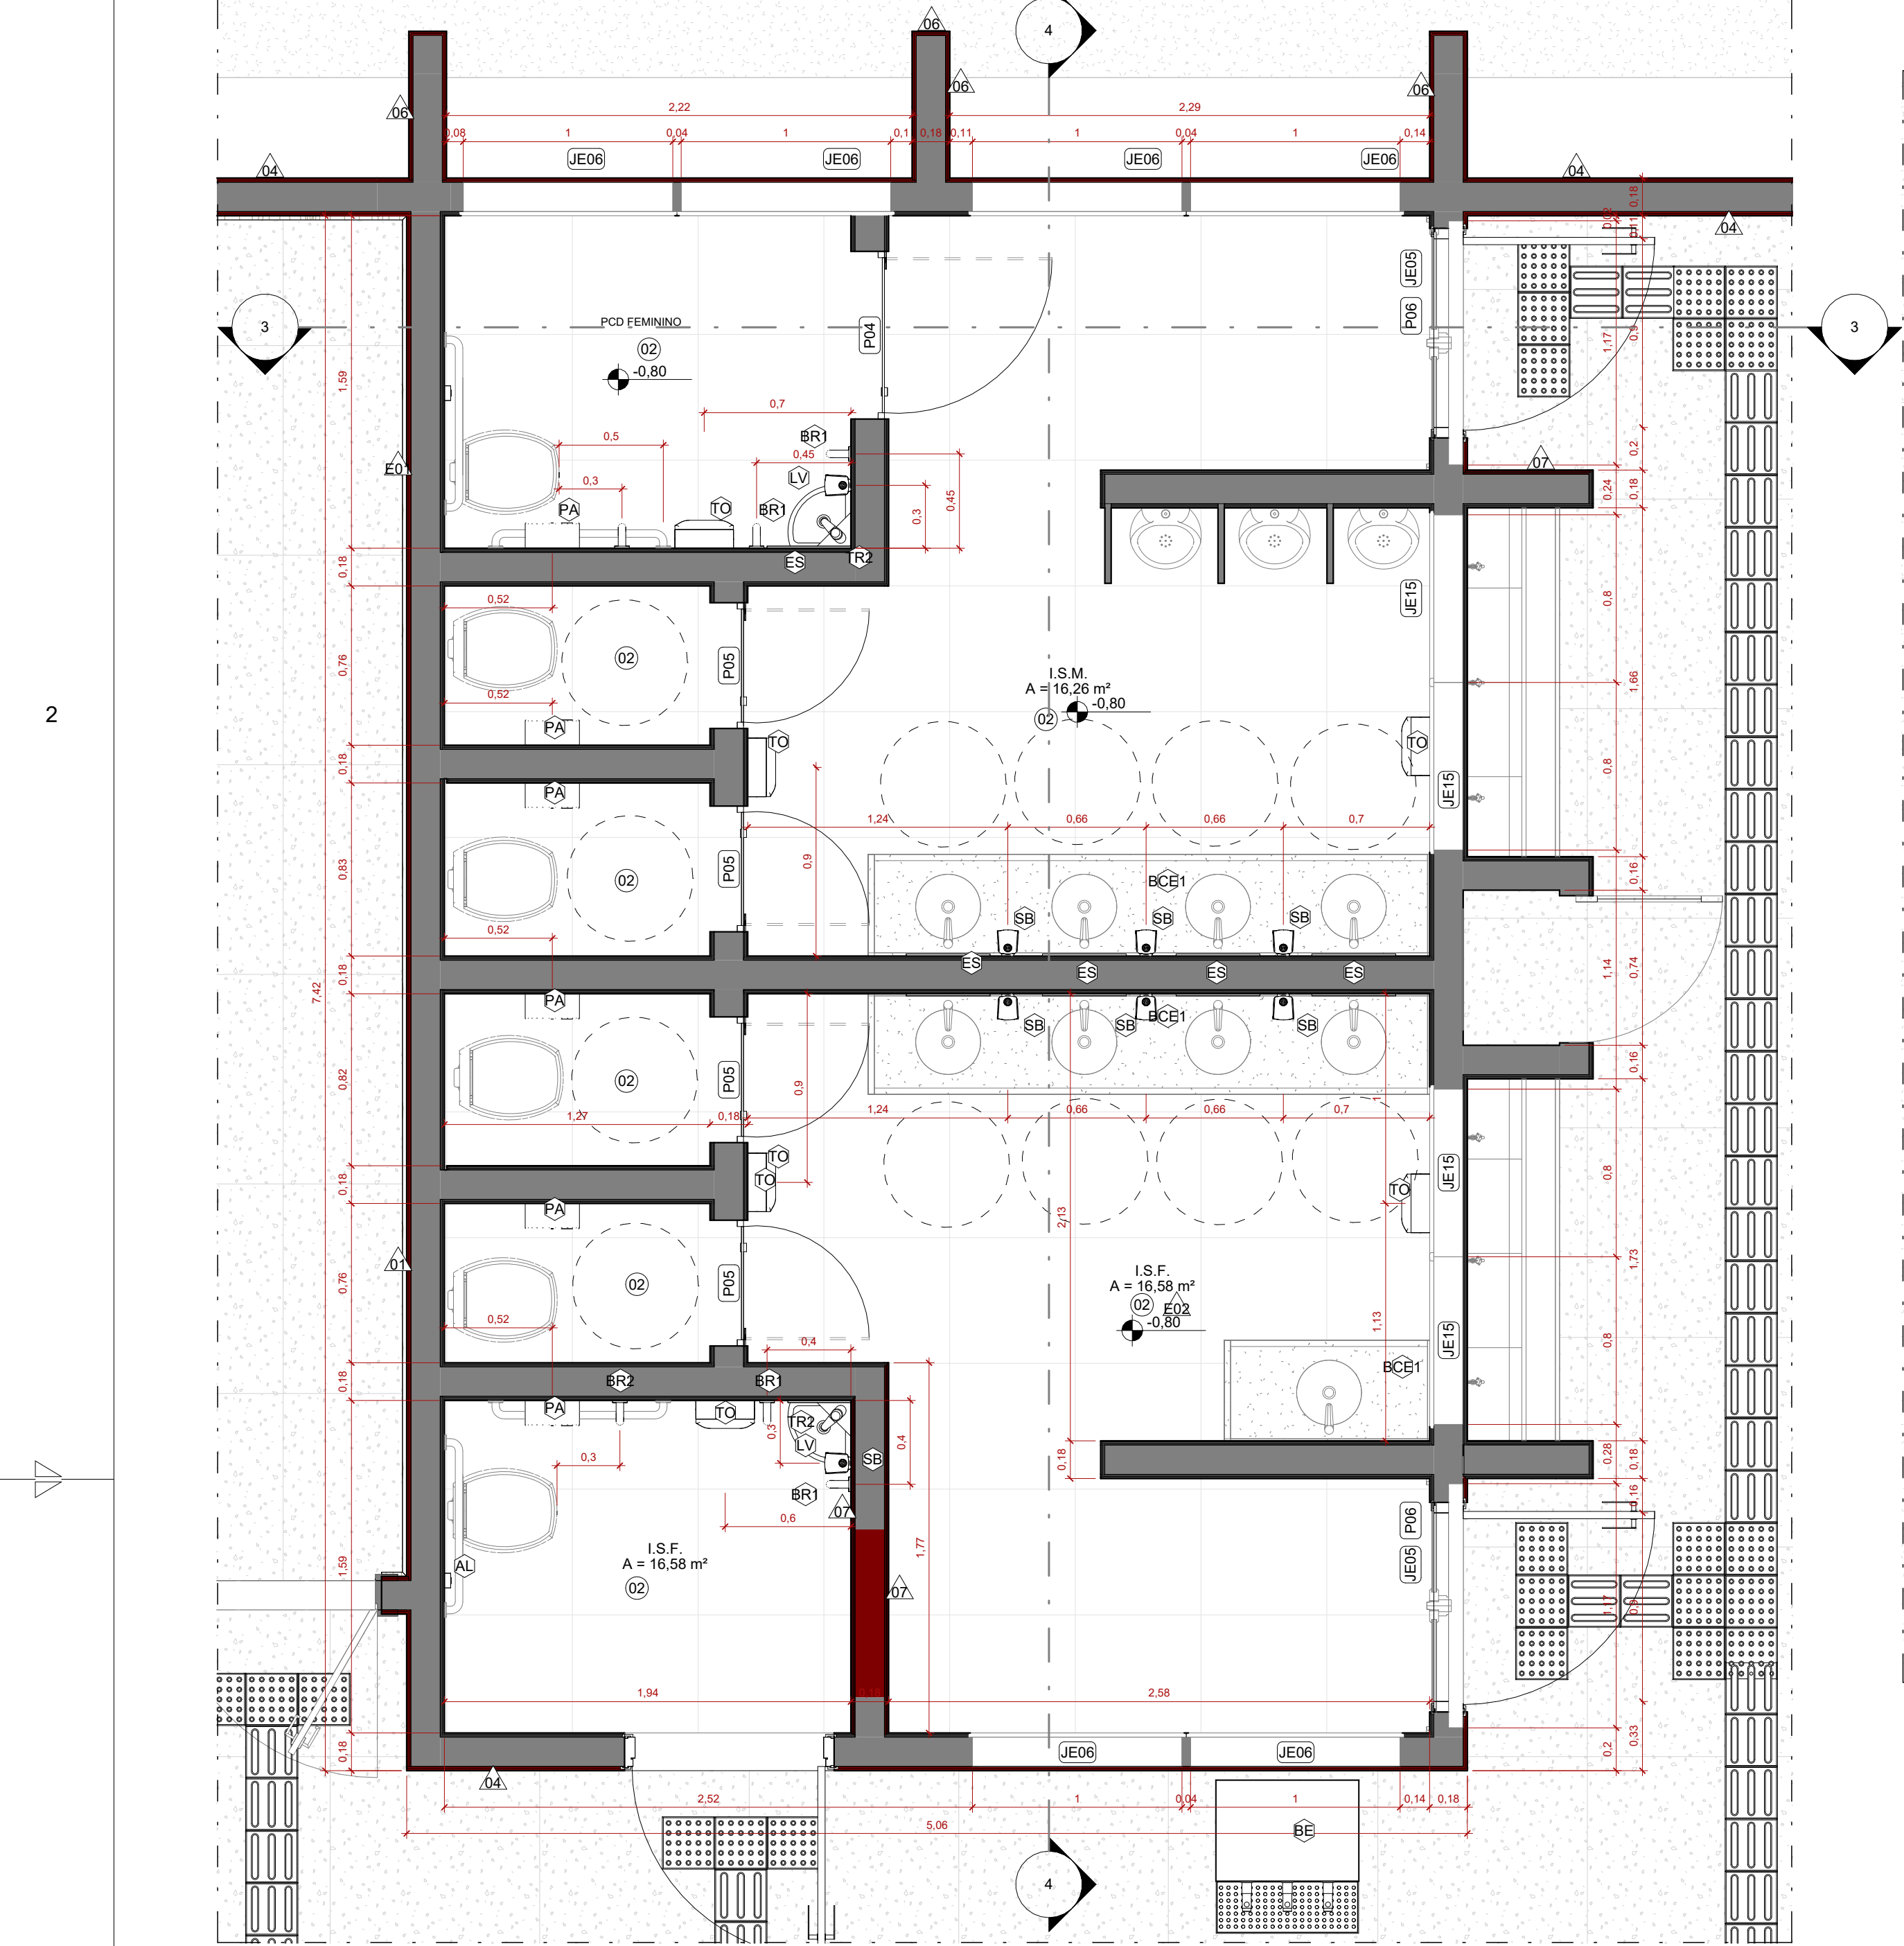 06
4
06
06
06
2,22
2,29
0,08
1
0,04
1
0,1
0,18
0,11
1
0,04
1
0,14
JE06
JE06
JE06
JE06
04
04
04
0,18
0,02
0,11
JE05
P06
P04
3
3
PCD FEMININO
02
-0,80
1,59
1,17
0,9
0,7
BR1
0,5
0,45
LV
E01
0,3
PA
TO
BR1
0,3
0,45
0,2
07
0,24
0,18
ES
TR2
0,18
0,52
02
P05
0,76
0,52
PA
TO
JE15
0,8
1,66
I.S.M.
A = 16,26 m²
-0,80
02
2
TO
0,18
PA
JE15
0,8
1,24
0,66
0,66
0,7
0,9
02
P05
0,83
BCE1
SB
SB
SB
0,52
0,16
ES
ES
ES
ES
0,18
7,42
1,14
0,74
PA
SB
SB
BCE1
SB
02
P05
0,82
0,9
0,16
1,27
0,18
1,24
0,66
0,66
0,7
1
TO
TO
TO
JE15
0,8
0,18
PA
2,13
1,73
01
I.S.F.
A = 16,58 m²
02
E02
-0,80
02
P05
0,76
0,52
1,13
JE15
0,8
0,4
BCE1
0,18
BR2
BR1
PA
TO
TR2
LV
0,3
0,4
SB
0,3
0,18
0,28
0,18
BR1
07
0,16
0,6
P06
JE05
I.S.F.
A = 16,58 m²
02
AL
1,59
1,77
07
1,17
0,9
1,94
0,18
2,58
0,18
JE06
JE06
0,2
0,33
04
2,52
1
0,04
1
0,14
0,18
5,06
BE
4